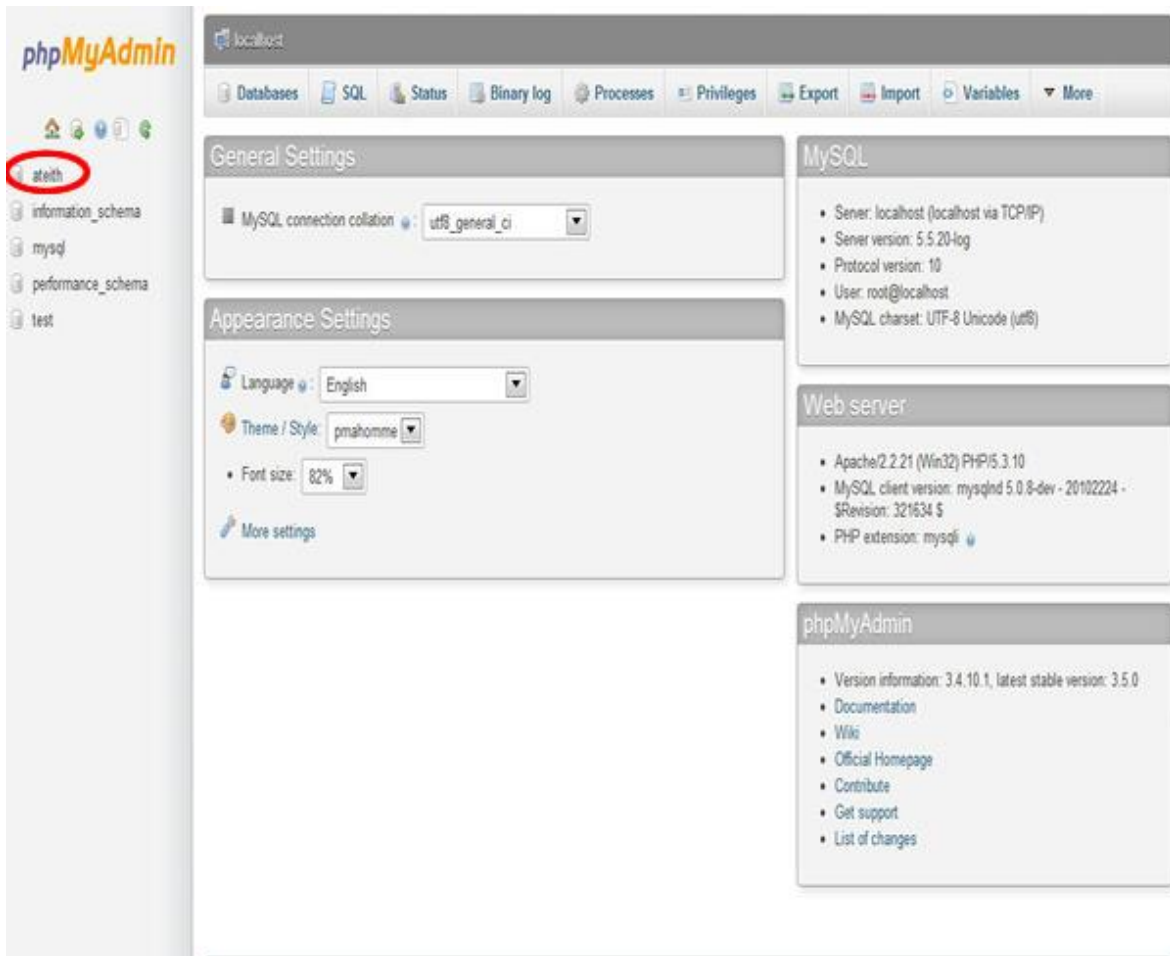 phpMyAdmin
ateith
information_schema
mysql
performance_schema
test
localhost
Databases SQL Status Binary log Processes Privileges Export Import Variables More
General Settings
MySQL connection collation : utf8_general_ci
Appearance Settings
Language : English
Theme / Style: pmahomme
• Font size: 82%
More settings
MySQL
• Server: localhost (localhost via TCP/IP)
• Server version: 5.5.20-log
• Protocol version: 10
• User: root@localhost
• MySQL charset: UTF-8 Unicode (utf8)
Web server
• Apache/2.2.21 (Win32) PHP/5.3.10
• MySQL client version: mysqlnd 5.0.8-dev - 20102224 -
$Revision: 321634 $
• PHP extension: mysqli
phpMyAdmin
• Version information: 3.4.10.1, latest stable version: 3.5.0
• Documentation
• Wiki
• Official Homepage
• Contribute
• Get support
• List of changes